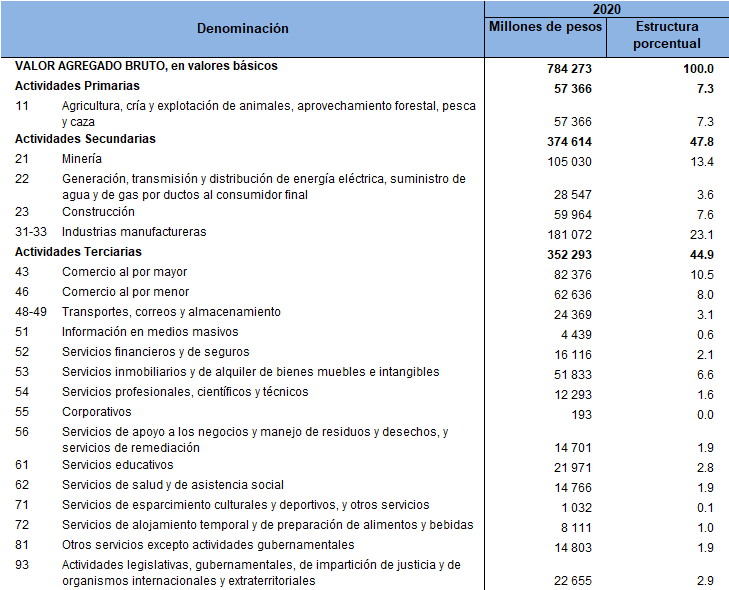 Denominación
2020
Millones de pesos
Estructura
porcentual
VALOR AGREGADO BRUTO, en valores básicos 784 273 100.0
Actividades Primarias 57 366 7.3
11 Agricultura, cría y explotación de animales, aprovechamiento forestal, pesca
y caza 57 366 7.3
Actividades Secundarias 374 614 47.8
21 Minería 105 030 13.4
22 Generación, transmisión y distribución de energía eléctrica, suministro de
agua y de gas por ductos al consumidor final 28 547 3.6
23 Construcción 59 964 7.6
31-33 Industrias manufactureras 181 072 23.1
Actividades Terciarias 352 293 44.9
43 Comercio al por mayor 82 376 10.5
46 Comercio al por menor 62 636 8.0
48-49 Transportes, correos y almacenamiento 24 369 3.1
51 Información en medios masivos 4 439 0.6
52 Servicios financieros y de seguros 16 116 2.1
53 Servicios inmobiliarios y de alquiler de bienes muebles e intangibles 51 833 6.6
54 Servicios profesionales, científicos y técnicos 12 293 1.6
55 Corporativos 193 0.0
56 Servicios de apoyo a los negocios y manejo de residuos y desechos, y
servicios de remediación 14 701 1.9
61 Servicios educativos 21 971 2.8
62 Servicios de salud y de asistencia social 14 766 1.9
71 Servicios de esparcimiento culturales y deportivos, y otros servicios 1 032 0.1
72 Servicios de alojamiento temporal y de preparación de alimentos y bebidas 8 111 1.0
81 Otros servicios excepto actividades gubernamentales 14 803 1.9
93 Actividades legislativas, gubernamentales, de impartición de justicia y de
organismos internacionales y extraterritoriales 22 655 2.9